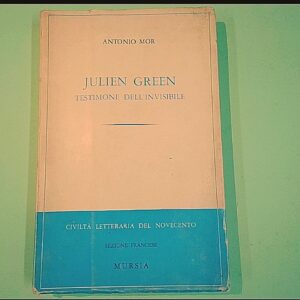 ANTONIO MOR
JULIEN GREEN
TESTIMONE DELL'INVISIBILE
CIVILTÀ LETTERARIA DEL NOVECENTO
SEZIONE FRANCESE
MURSIA